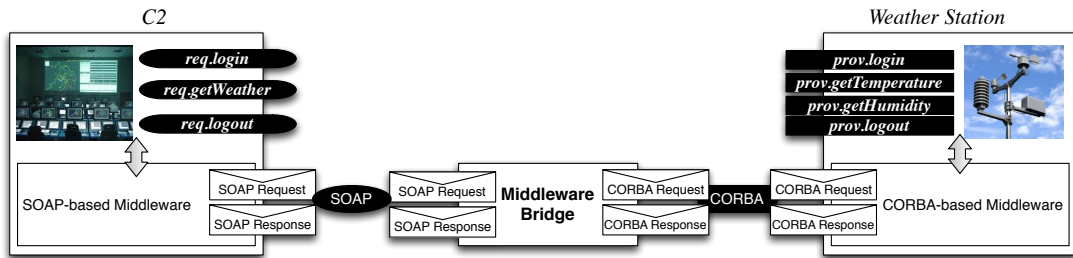 C2
Weather Station
req.login
req.getWeather
req.logout
prov.login
prov.getTemperature
prov.getHumidity
prov.logout
SOAP-based Middleware
SOAP Request
SOAP Response
SOAP
SOAP Request
SOAP Response
Middleware
Bridge
CORBA Request
CORBA Response
CORBA
CORBA Request
CORBA Response
CORBA-based Middleware